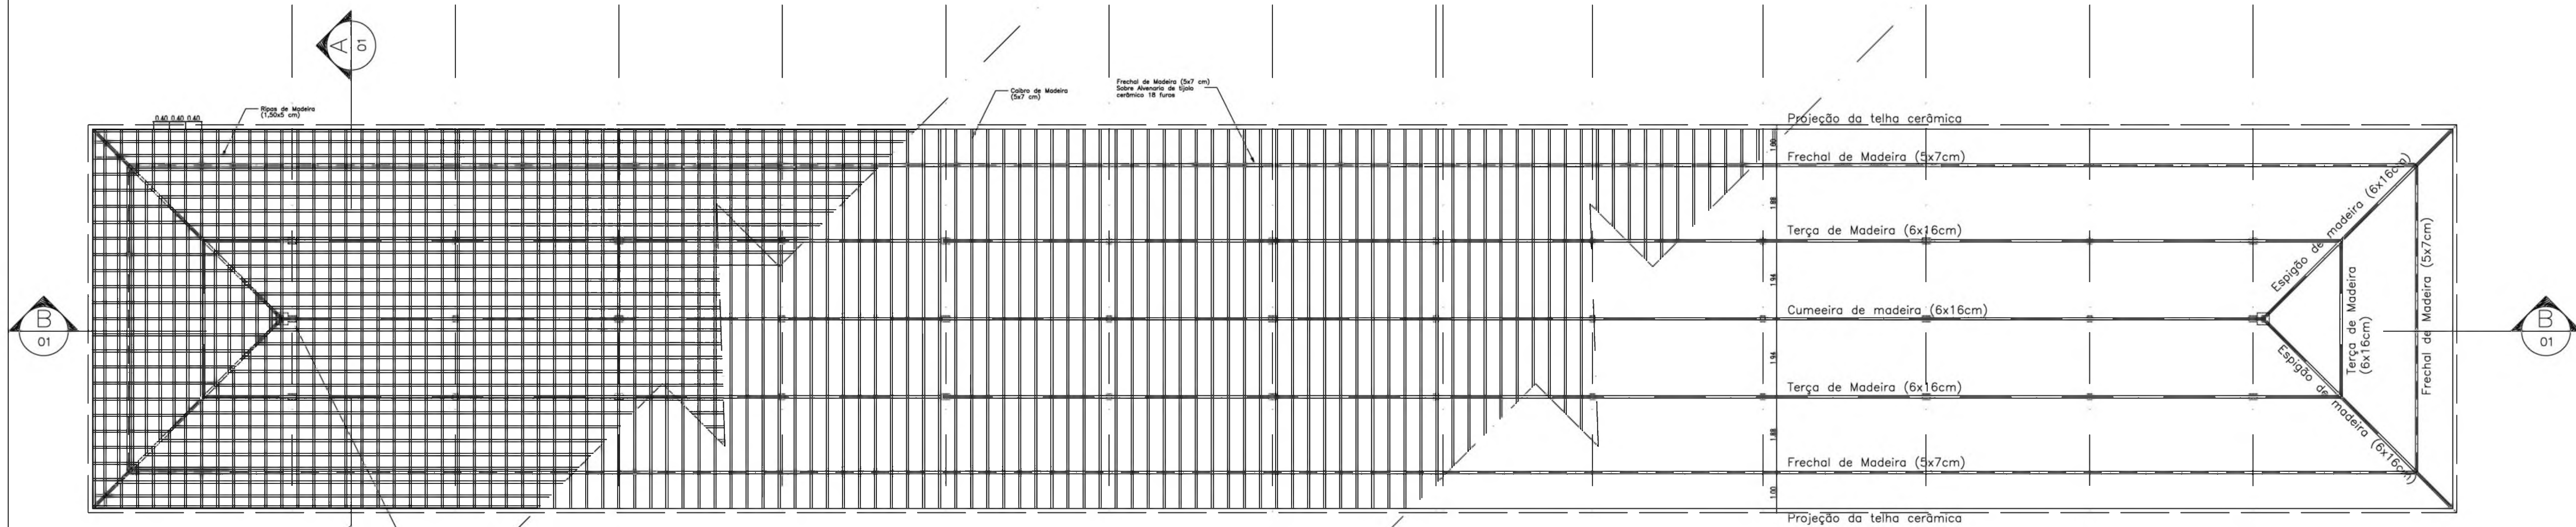 A
01
Ripas de Madeira
(1,50x5 cm)
0.40 0.40 0.40
Caibro de Madeira
(5x7 cm)
Frechal de Madeira (5x7 cm)
Sobre Alvenaria de tijolo
cerâmico 18 furos
Projeção da telha cerâmica
1.00
Frechal de Madeira (5x7cm)
1.88
Terça de Madeira (6x16cm)
1.94
Cumeeira de madeira (6x16cm)
1.94
Terça de Madeira (6x16cm)
1.88
Frechal de Madeira (5x7cm)
1.00
Projeção da telha cerâmica
Espigão de madeira (6x16cm)
Espigão de madeira (6x16cm)
Terça de Madeira
(6x16cm)
Frechal de Madeira (5x7cm)
B
01
B
01